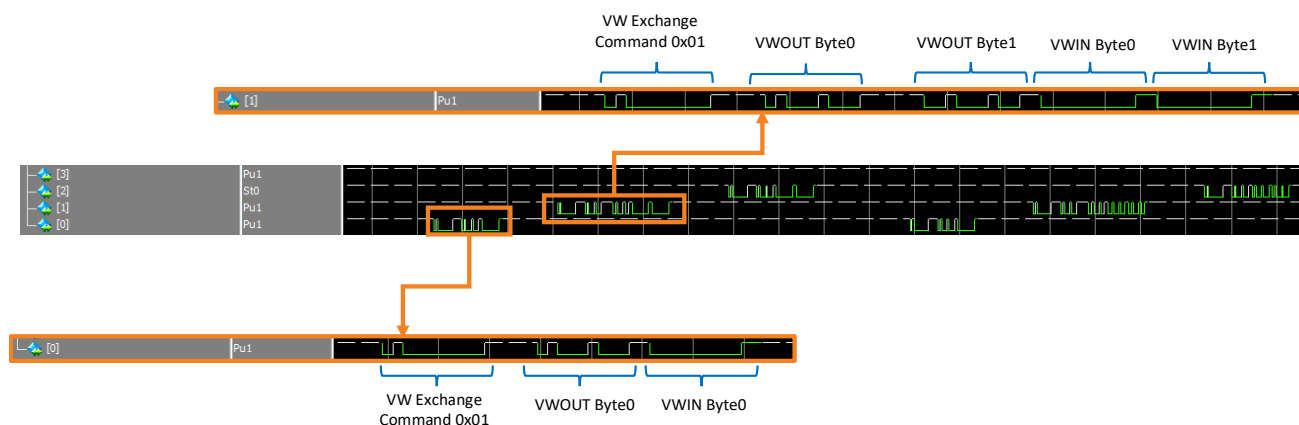 VW Exchange
Command 0x01
VWOUT Byte0
VWOUT Byte1
VWIN Byte0
VWIN Byte1
[1] Pu1
[3] Pu1
[2] St0
[1] Pu1
[0] Pu1
[0] Pu1
VW Exchange
Command 0x01
VWOUT Byte0
VWIN Byte0